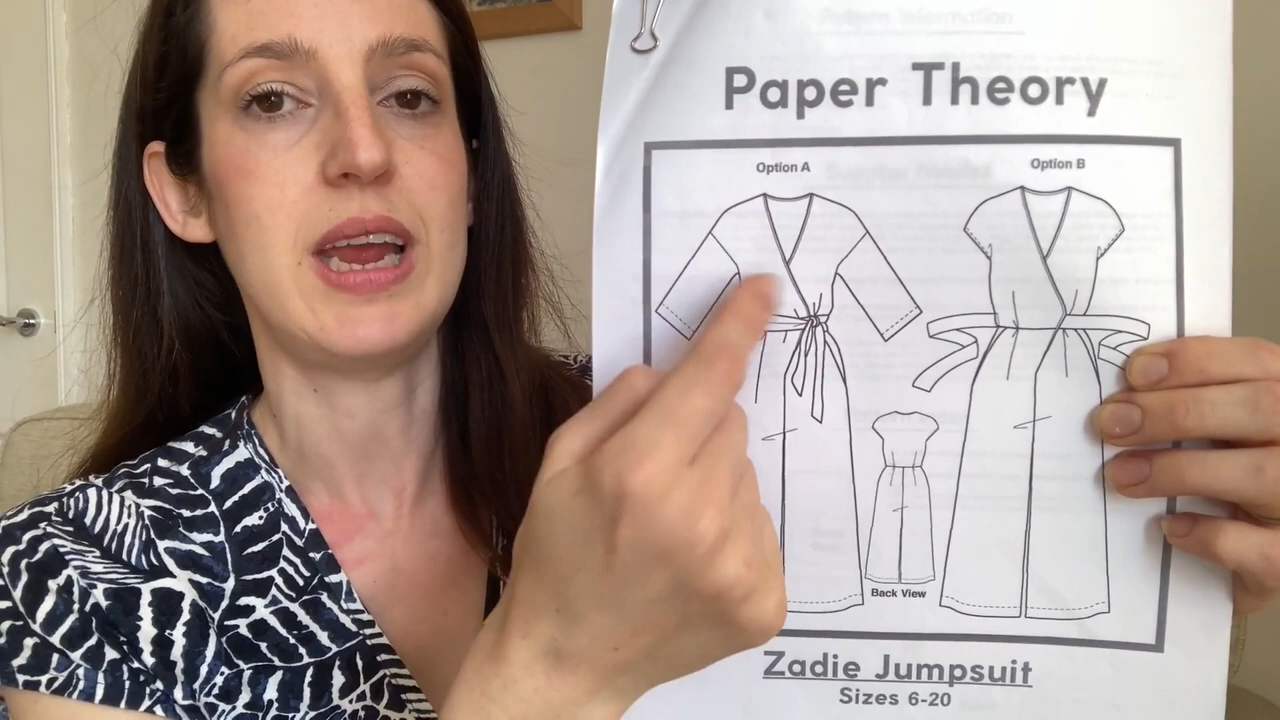 Paper Theory
Option A
Option B
Back View
Zadie Jumpsuit
Sizes 6-20